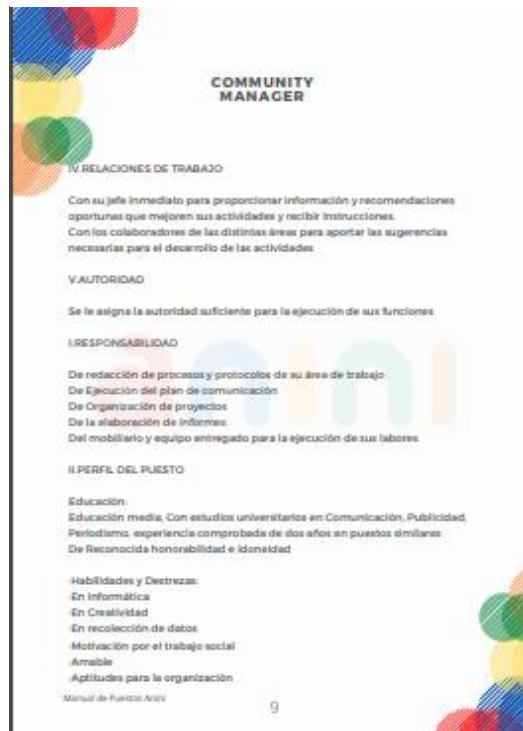 COMMUNITY
MANAGER
IV.RELACIONES DE TRABAJO
Con su jefe inmediato para proporcionar información y recomendaciones
oportunas que mejoren sus actividades y recibir instrucciones.
Con los colaboradores de las distintas áreas para aportar las sugerencias
necesarias para el desarrollo de las actividades
V.AUTORIDAD
Se le asigna la autoridad suficiente para la ejecución de sus funciones
I.RESPONSABILIDAD
anini
De redacción de procesos y protocolos de su área de trabajo
De Ejecución del plan de comunicación
De Organización de proyectos
De la elaboración de informes
Del mobiliario y equipo entregado para la ejecución de sus labores
II.PERFIL DEL PUESTO
Educación:
Educación media, Con estudios universitarios en Comunicación, Publicidad,
Periodismo, experiencia comprobada de dos años en puestos similares
De Reconocida honorabilidad e idoneidad
·Habilidades y Destrezas:
·En informática
·En Creatividad
·En recolección de datos
·Motivación por el trabajo social
·Amable
·Aptitudes para la organización
Manual de Puestos Anini
9